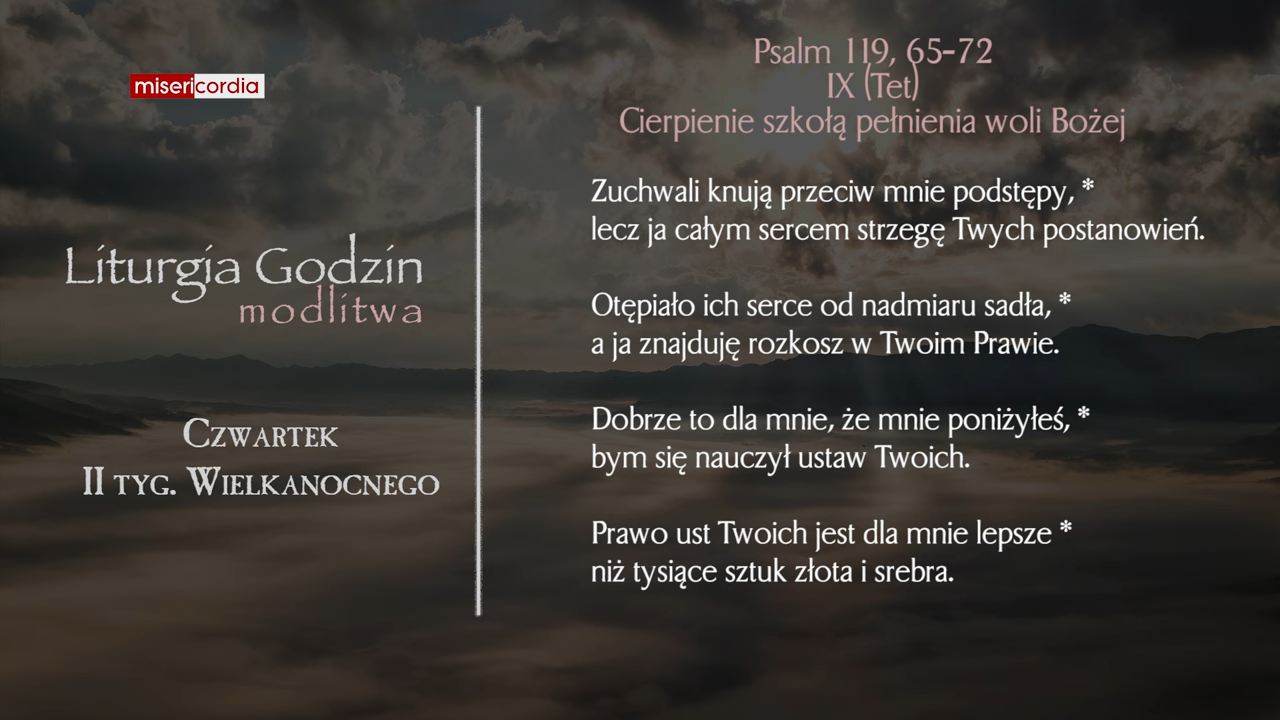 misericordia
Liturgia Godzin
modlitwa
Czwartek
II tyg. Wielkanocnego
Psalm 119, 65-72
IX (Tet)
Cierpienie szkołą pełnienia woli Bożej
Zuchwali knują przeciw mnie podstępy, *
lecz ja całym sercem strzegę Twych postanowień.
Otępiało ich serce od nadmiaru sadła, *
a ja znajduję rozkosz w Twoim Prawie.
Dobrze to dla mnie, że mnie poniżyłeś, *
bym się nauczył ustaw Twoich.
Prawo ust Twoich jest dla mnie lepsze *
niż tysiące sztuk złota i srebra.